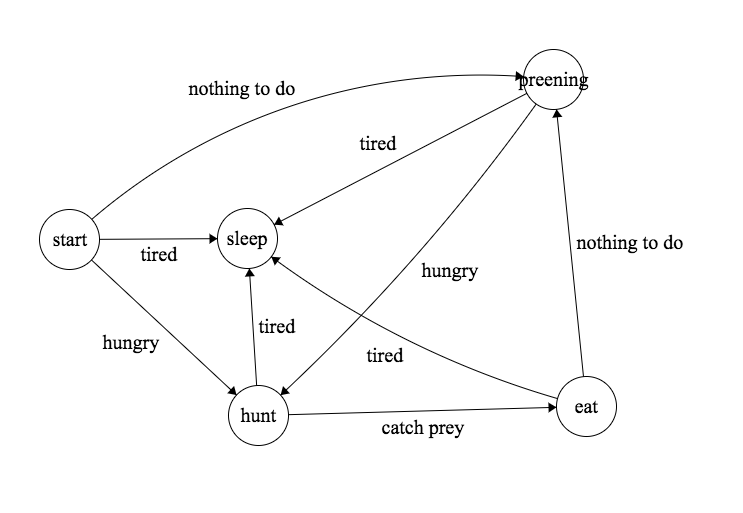 preening
nothing to do
tired
start
sleep
tired
nothing to do
hungry
tired
hungry
tired
hunt
eat
catch prey